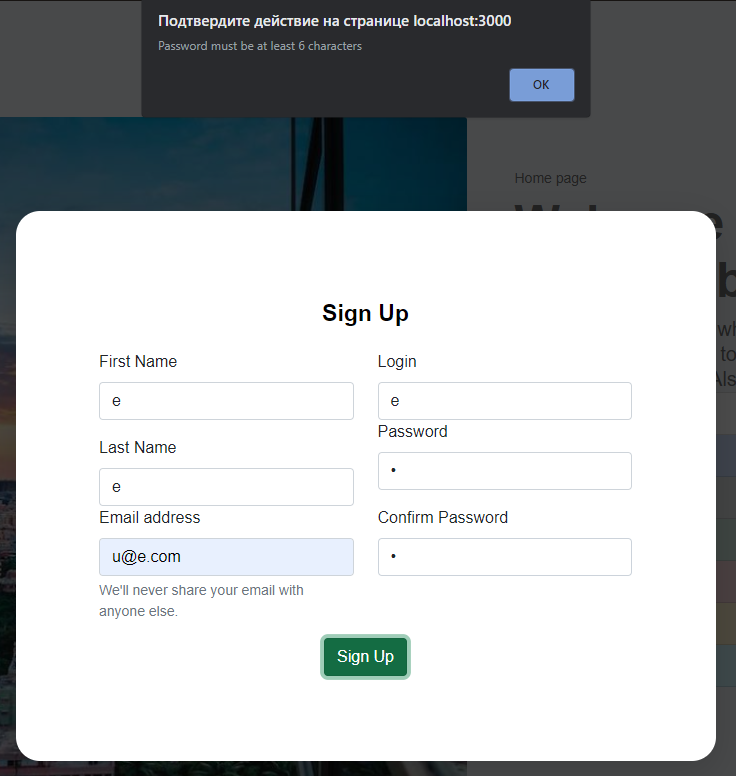 Подтвердите действие на странице localhost:3000
Password must be at least 6 characters
OK
Home page
Sign Up
First Name
e
Last Name
e
Email address
u@e.com
We'll never share your email with
anyone else.
Login
e
Password
•
Confirm Password
•
Sign Up